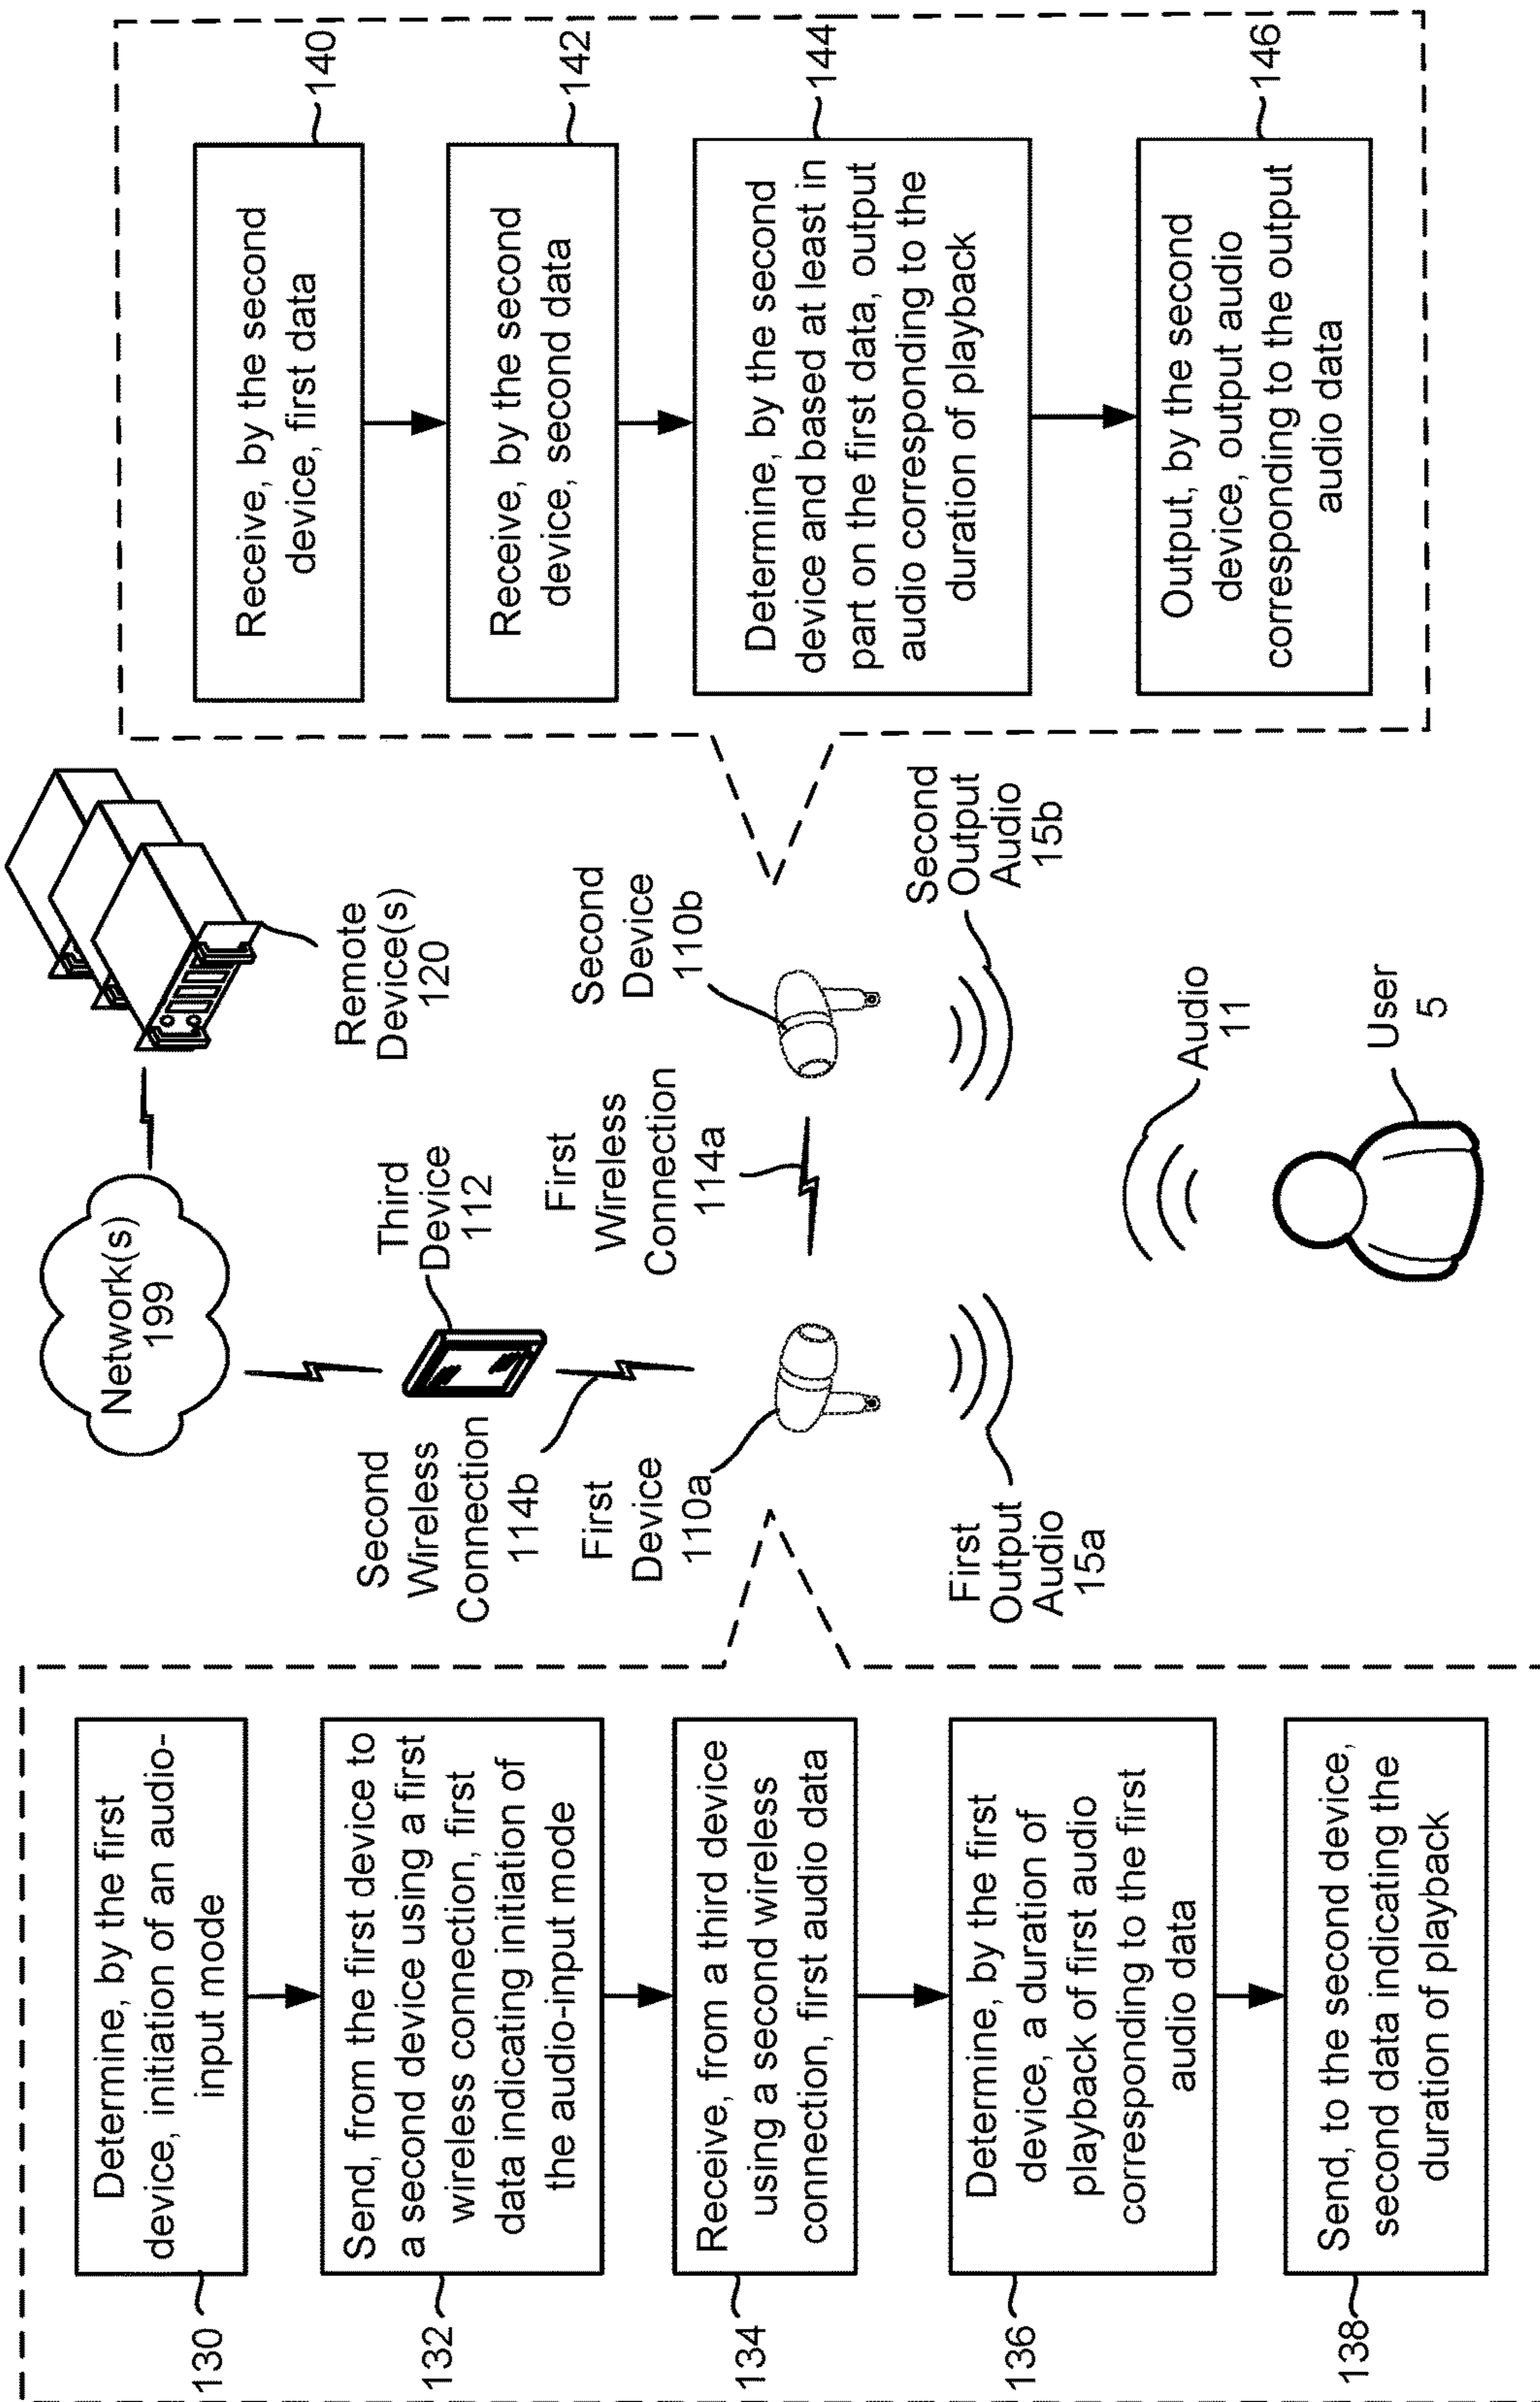 130
Determine, by the first
device, initiation of an audio-
input mode
132
Send, from the first device to
a second device using a first
wireless connection, first
data indicating initiation of
the audio-input mode
134
Receive, from a third device
using a second wireless
connection, first audio data
136
Determine, by the first
device, a duration of
playback of first audio
corresponding to the first
audio data
138
Send, to the second device,
second data indicating the
duration of playback
Network(s)
199
Remote
Device(s)
120
Third
Device
112
Second
Wireless
Connection
114b
First
Wireless
Connection
114a
First
Device
110a
Second
Device
110b
First
Output
Audio
15a
Second
Output
Audio
15b
Audio
11
User
5
Receive, by the second
device, first data
140
Receive, by the second
device, second data
142
Determine, by the second
device and based at least in
part on the first data, output
audio corresponding to the
duration of playback
144
Output, by the second
device, output audio
corresponding to the output
audio data
146